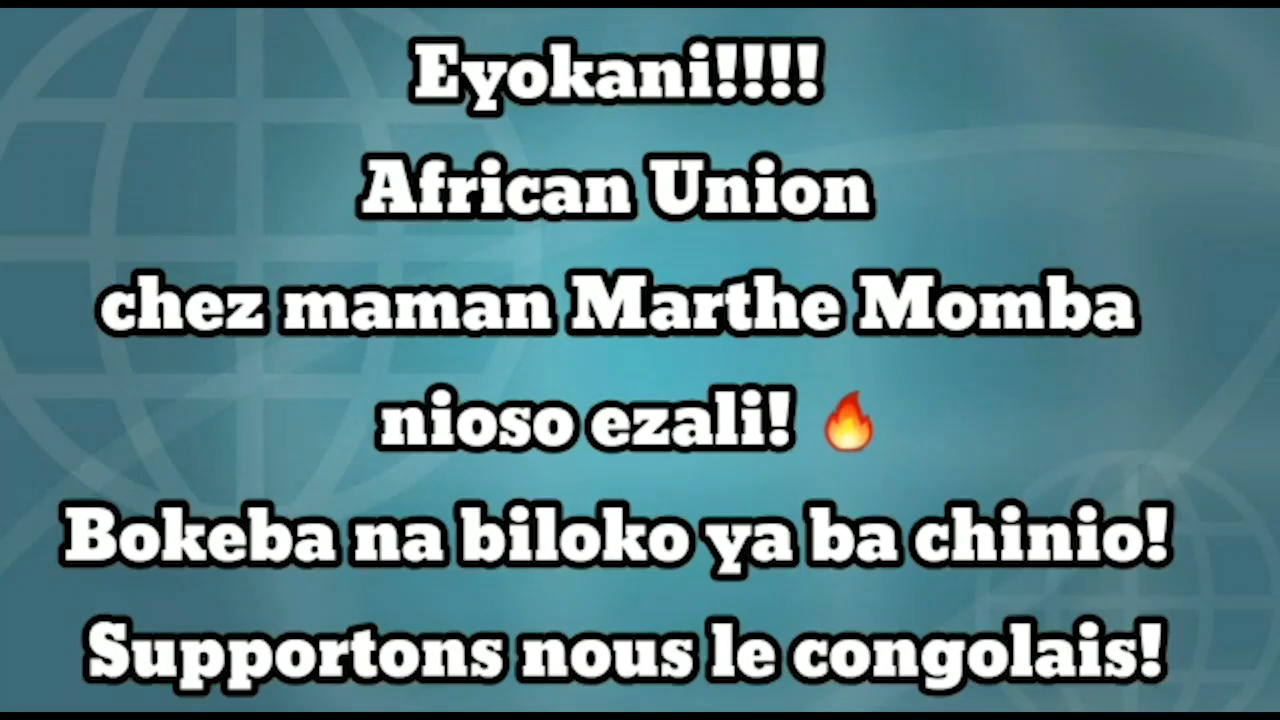 Eyokani!!!!
African Union
chez maman Marthe Momba
nioso ezali! 🔥
Bokeba na biloko ya ba chinio!
Supportons nous le congolais!